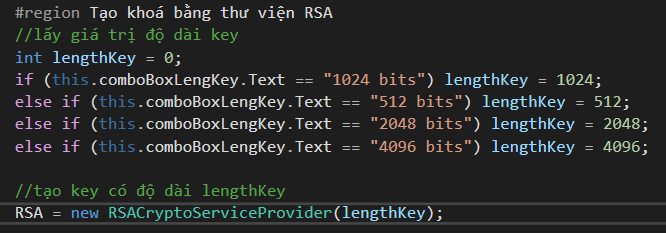 #region Tạo khoá bằng thư viện RSA
//lấy giá trị độ dài key
int lengthKey = 0;
if (this.comboBoxLengKey.Text == "1024 bits") lengthKey = 1024;
else if (this.comboBoxLengKey.Text == "512 bits") lengthKey = 512;
else if (this.comboBoxLengKey.Text == "2048 bits") lengthKey = 2048;
else if (this.comboBoxLengKey.Text == "4096 bits") lengthKey = 4096;
//tạo key có độ dài lengthKey
RSA = new RSACryptoServiceProvider(lengthKey);